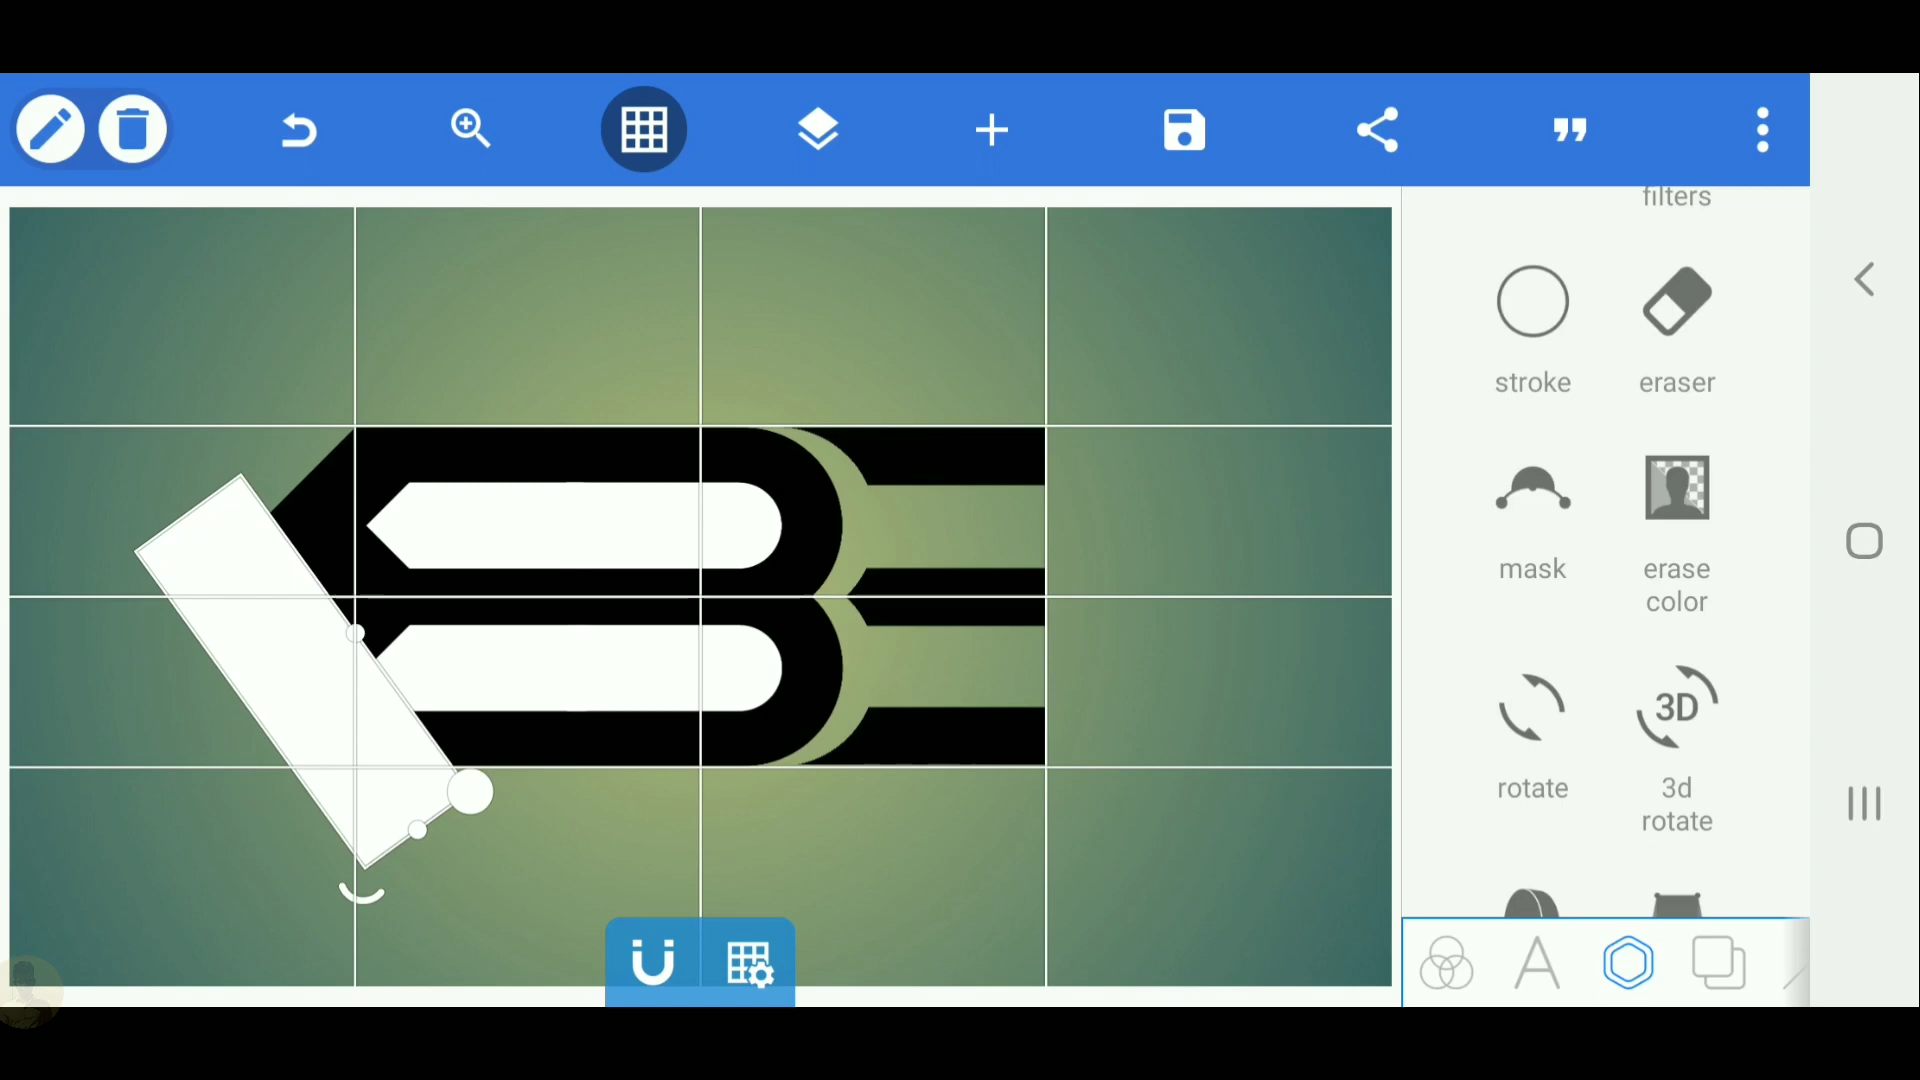 filters
stroke
eraser
mask
erase
color
rotate
3D
3d
rotate